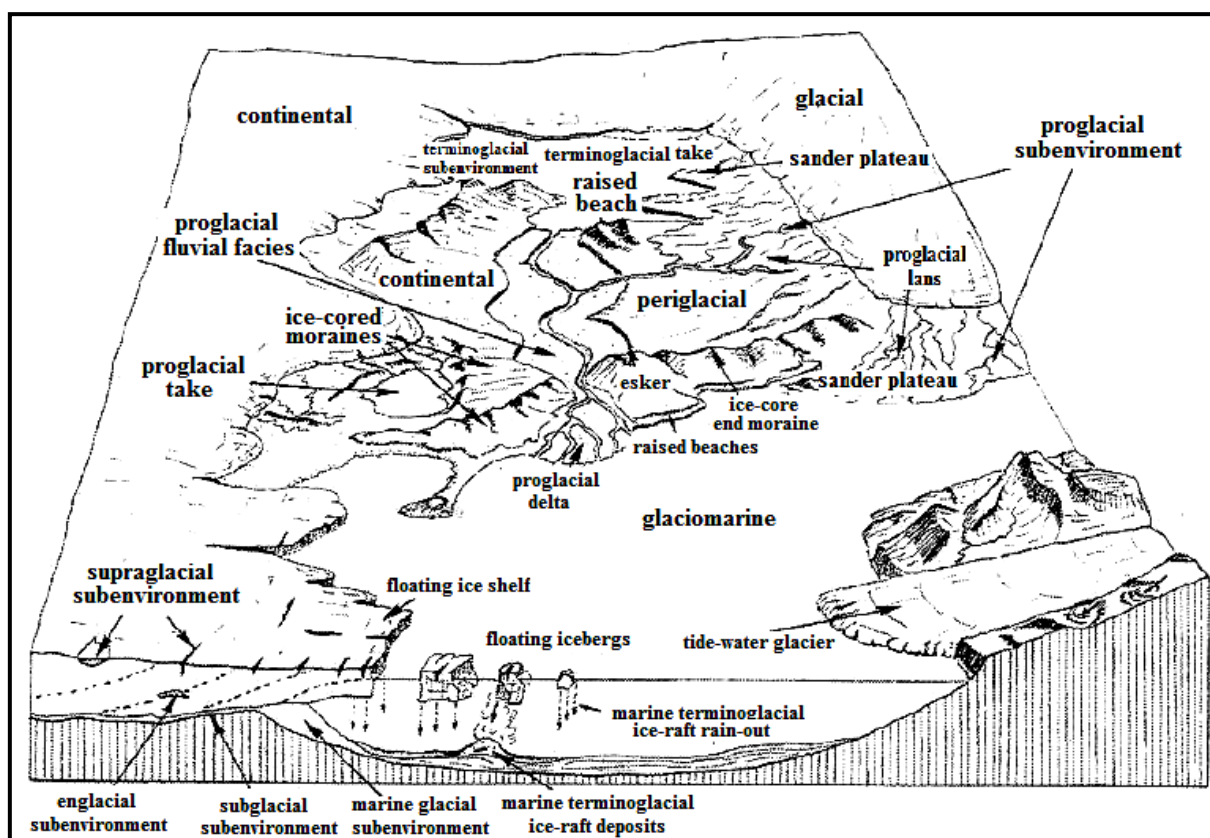 continental
glacial
proglacial
subenvironment
terminoglacial
subenvironment
terminoglacial take
sander plateau
raised
beach
proglacial
fluvial facies
continental
proglacial
lans
periglacial
ice-cored
moraines
proglacial
take
esker
sander plateau
ice-core
end moraine
raised beaches
proglacial
delta
glaciomarine
supraglacial
subenvironment
floating ice shelf
floating icebergs
tide-water glacier
marine terminoglacial
ice-raft rain-out
englacial
subenvironment
subglacial
subenvironment
marine glacial
subenvironment
marine terminoglacial
ice-raft deposits